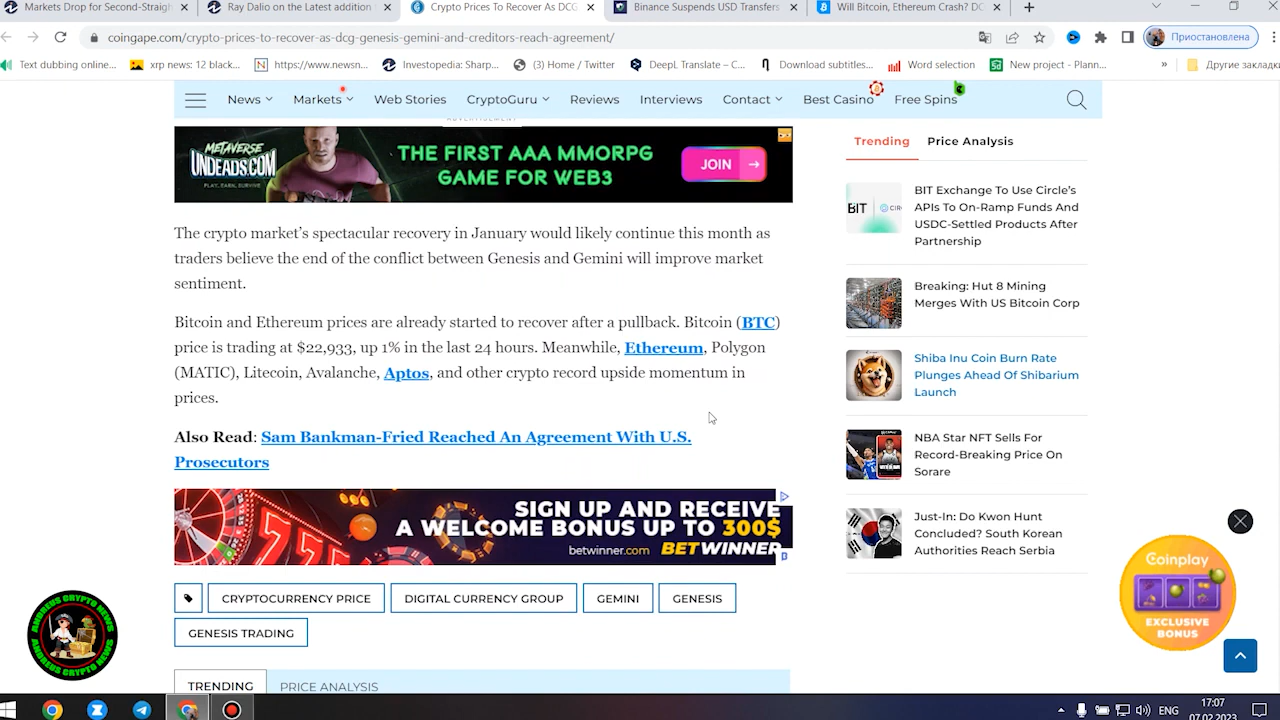 Markets Drop for Second-Straigh
Ray Dalio on the Latest addition
Crypto Prices To Recover As DCG
Binance Suspends USD Transfers
Will Bitcoin, Ethereum Crash? DC
coingape.com/crypto-prices-to-recover-as-dcg-genesis-gemini-and-creditors-reach-agreement/
Приостановлена
Text dubbing online...
xrp news: 12 black...
https://www.newsn...
Investopedia: Sharp...
(3) Home / Twitter
DeepL Translate – C...
Download subtitles...
Word selection
New project - Plann...
»
Другие закладки
News
Markets
Web Stories
CryptoGuru
Reviews
Interviews
Contact
Best Casino
Free Spins
ADVERTISEMENT
METAVERSE
UNDEADS.COM
PLAY. EARN. SURVIVE.
THE FIRST AAA MMORPG
GAME FOR WEB3
JOIN →
The crypto market's spectacular recovery in January would likely continue this month as
traders believe the end of the conflict between Genesis and Gemini will improve market
sentiment.
Bitcoin and Ethereum prices are already started to recover after a pullback. Bitcoin (BTC)
price is trading at $22,933, up 1% in the last 24 hours. Meanwhile, Ethereum, Polygon
(MATIC), Litecoin, Avalanche, Aptos, and other crypto record upside momentum in
prices.
Also Read: Sam Bankman-Fried Reached An Agreement With U.S.
Prosecutors
SIGN UP AND RECEIVE
A WELCOME BONUS UP TO 300$
betwinner.com BETWINNER
CRYPTOCURRENCY PRICE
DIGITAL CURRENCY GROUP
GEMINI
GENESIS
GENESIS TRADING
TRENDING
PRICE ANALYSIS
Trending
Price Analysis
BIT
CIR
BIT Exchange To Use Circle's
APIs To On-Ramp Funds And
USDC-Settled Products After
Partnership
Breaking: Hut 8 Mining
Merges With US Bitcoin Corp
Shiba Inu Coin Burn Rate
Plunges Ahead Of Shibarium
Launch
NBA Star NFT Sells For
Record-Breaking Price On
Sorare
Just-In: Do Kwon Hunt
Concluded? South Korean
Authorities Reach Serbia
Coinplay
EXCLUSIVE
BONUS
ANDREUS CRYPTO NEWS
ANDREUS CRYPTO NEWS
ENG
17:07
07.02.2023